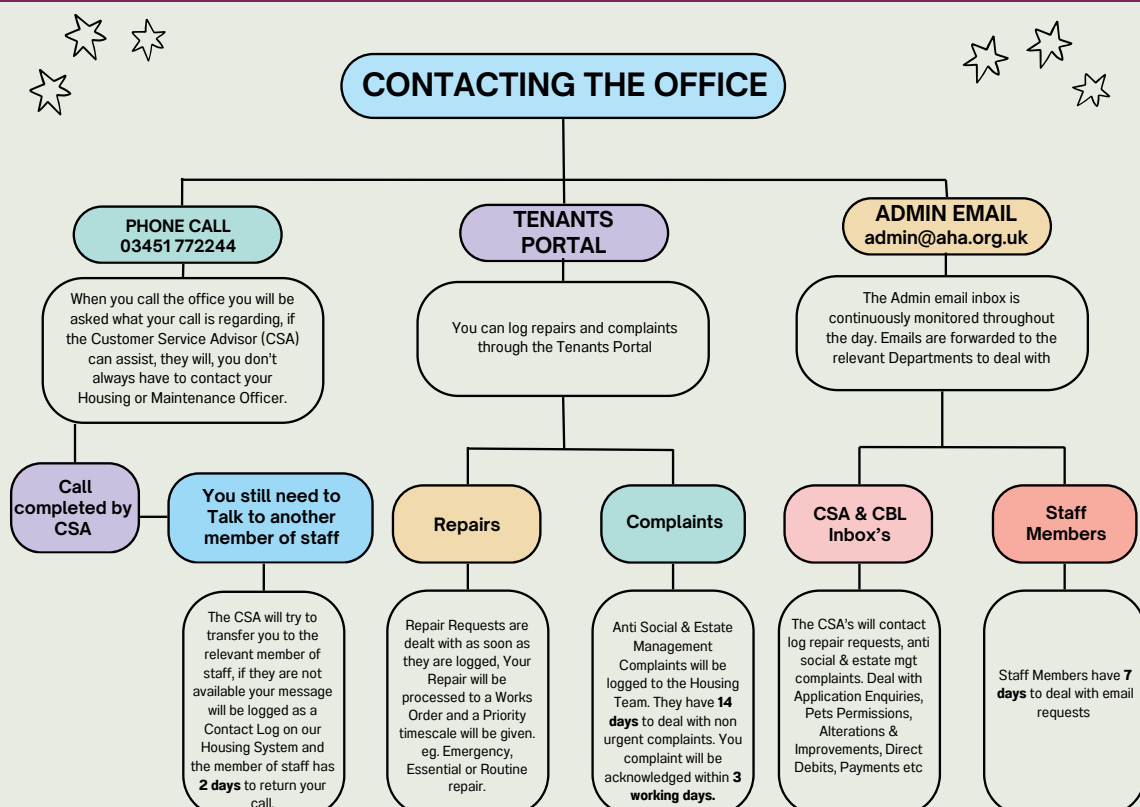 CONTACTING THE OFFICE
PHONE CALL
03451 772244
When you call the office you will be
asked what your call is regarding, if
the Customer Service Advisor (CSA)
can assist, they will, you don't
always have to contact your
Housing or Maintenance Officer.
Call
completed by
CSA
You still need to
Talk to another
member of staff
The CSA will try to
transfer you to the
relevant member of
staff, if they are not
available your message
will be logged as a
Contact Log on our
Housing System and
the member of staff has
2 days to return your
call.
TENANTS
PORTAL
You can log repairs and complaints
through the Tenants Portal
Repairs
Repair Requests are
dealt with as soon as
they are logged, Your
Repair will be
processed to a Works
Order and a Priority
timescale will be given.
eg. Emergency,
Essential or Routine
repair.
Complaints
Anti Social & Estate
Management
Complaints will be
logged to the Housing
Team. They have 14
days to deal with non
urgent complaints. You
complaint will be
acknowledged within 3
working days.
ADMIN EMAIL
admin@aha.org.uk
The Admin email inbox is
continuously monitored throughout
the day. Emails are forwarded to the
relevant Departments to deal with
CSA & CBL
Inbox's
The CSA's will contact
log repair requests, anti
social & estate mgt
complaints. Deal with
Application Enquiries,
Pets Permissions,
Alterations &
Improvements, Direct
Debits, Payments etc
Staff
Members
Staff Members have 7
days to deal with email
requests